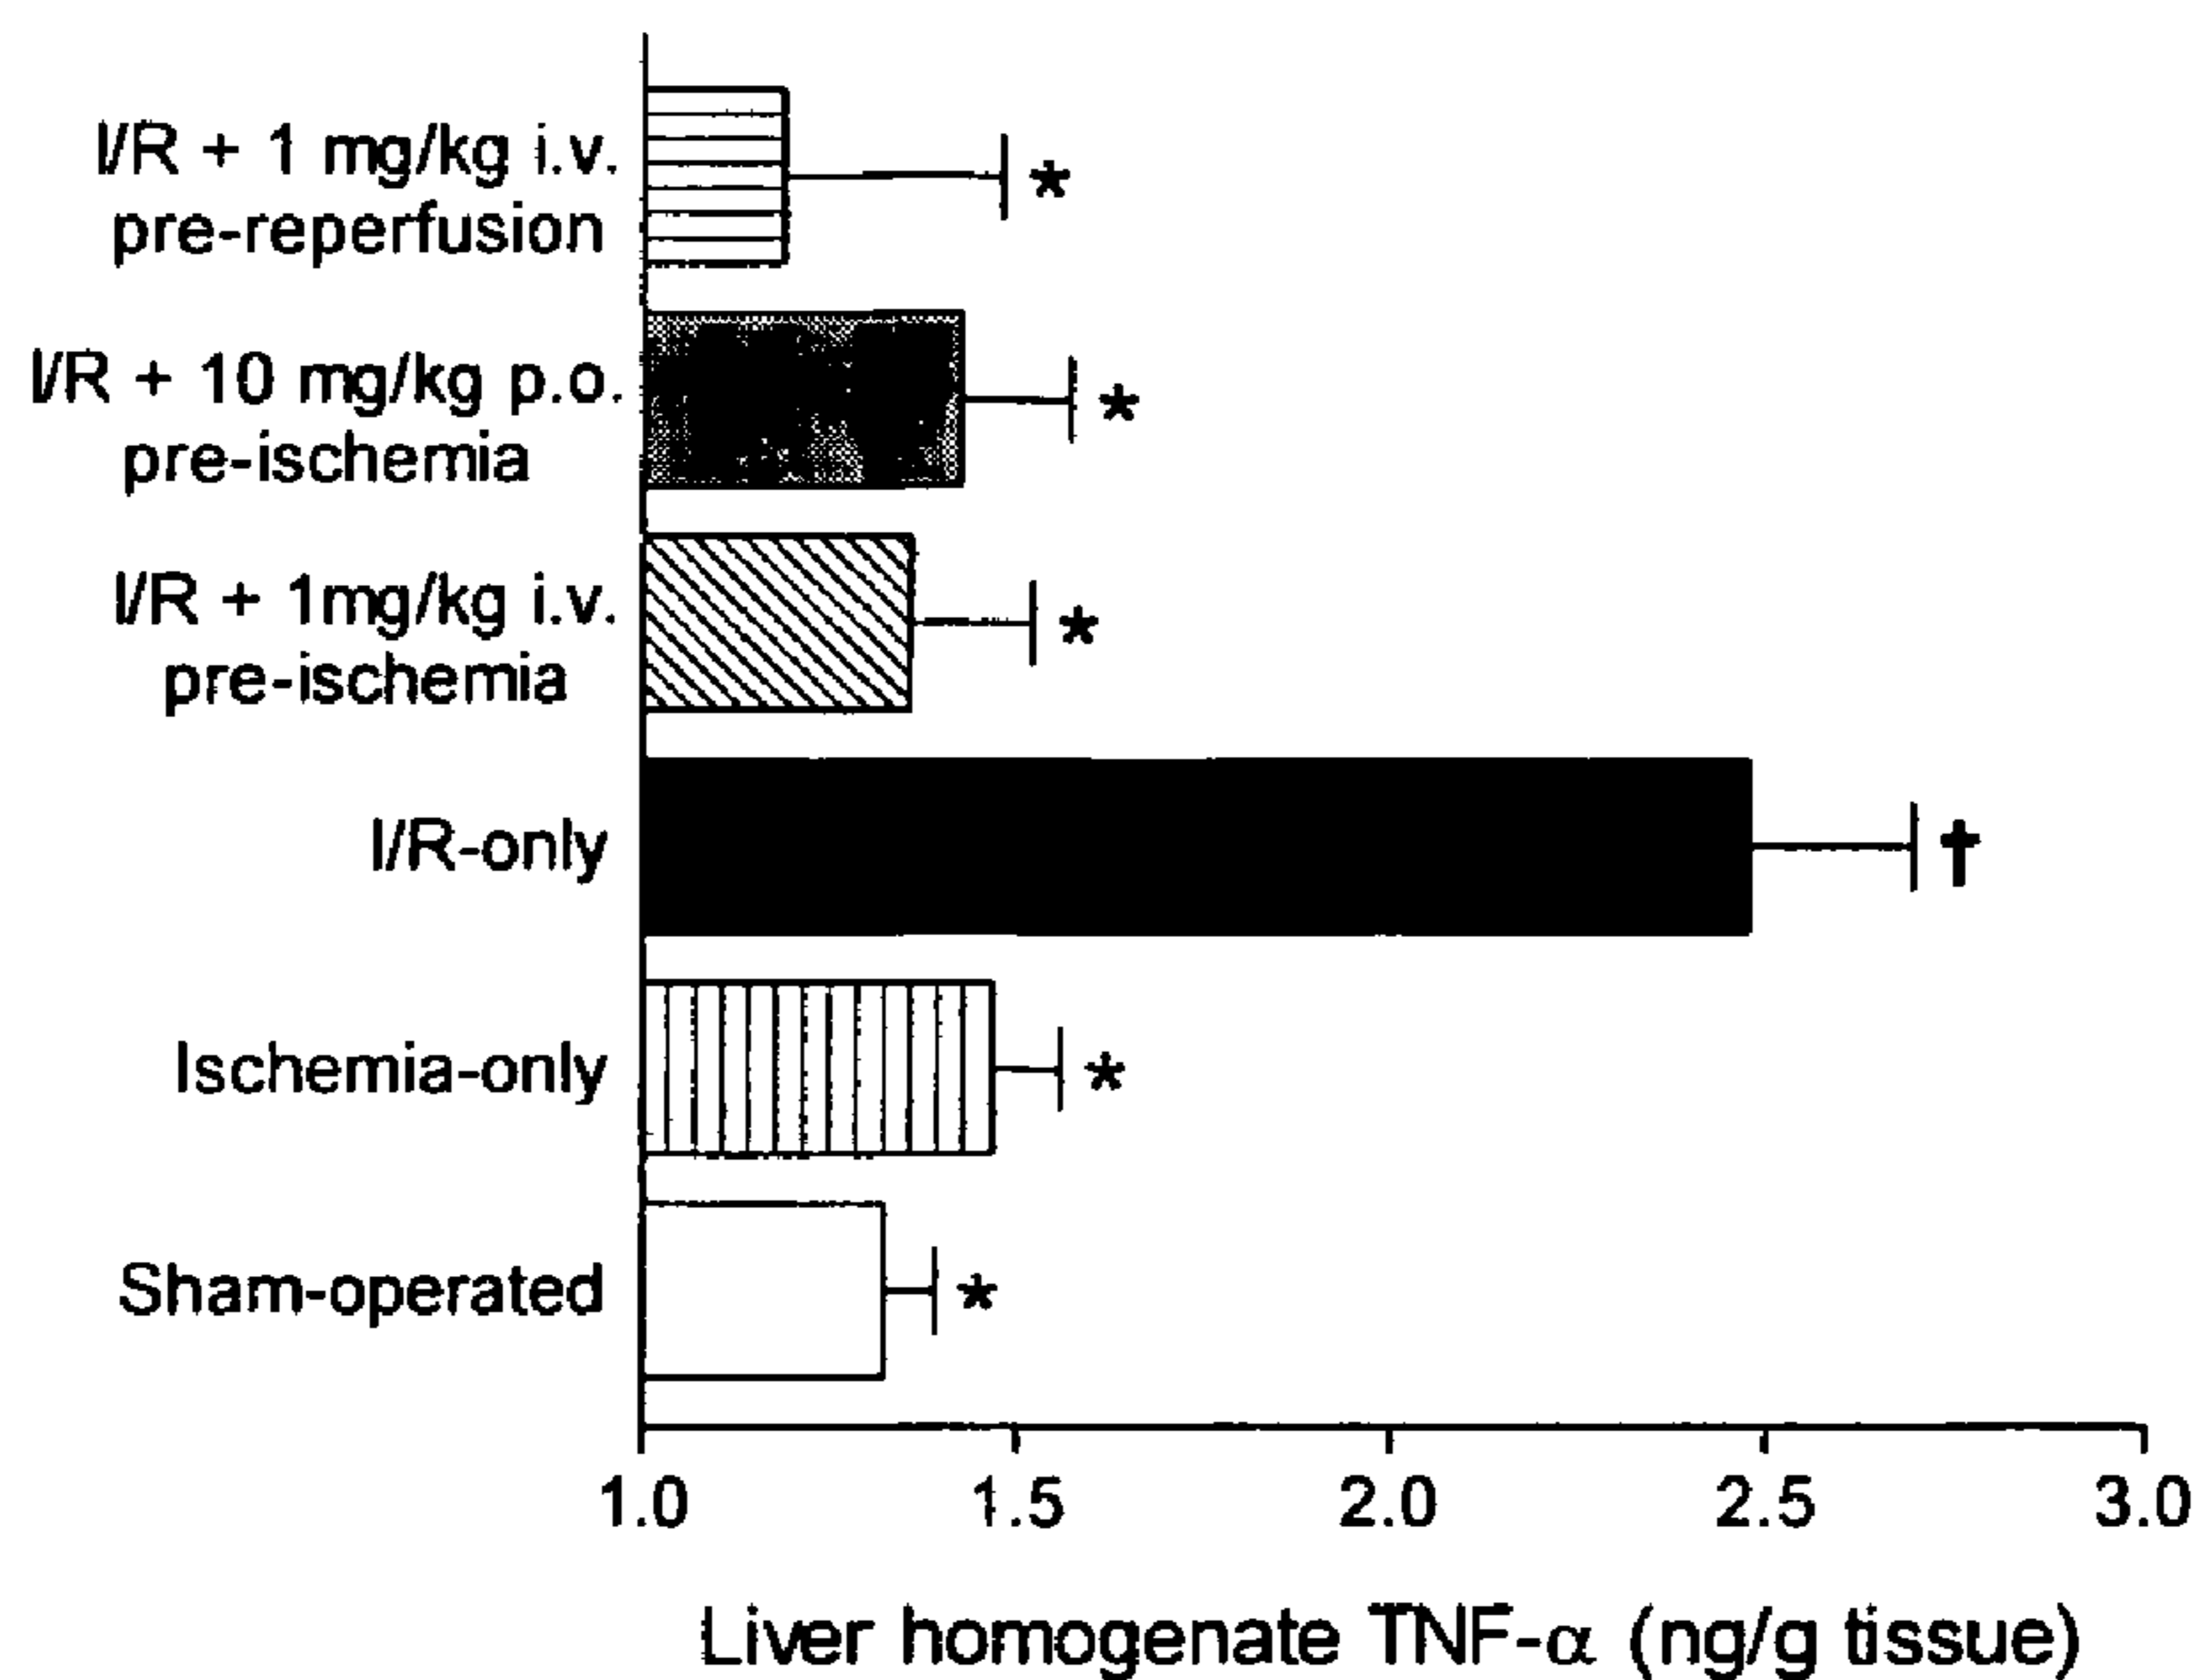 I/R + 1 mg/kg i.v.
pre-reperfusion
*
I/R + 10 mg/kg p.o.
pre-ischemia
*
I/R + 1mg/kg i.v.
pre-ischemia
*
I/R-only
†
Ischemia-only
*
Sham-operated
*
1.0 1.5 2.0 2.5 3.0
Liver homogenate TNF-α (ng/g tissue)